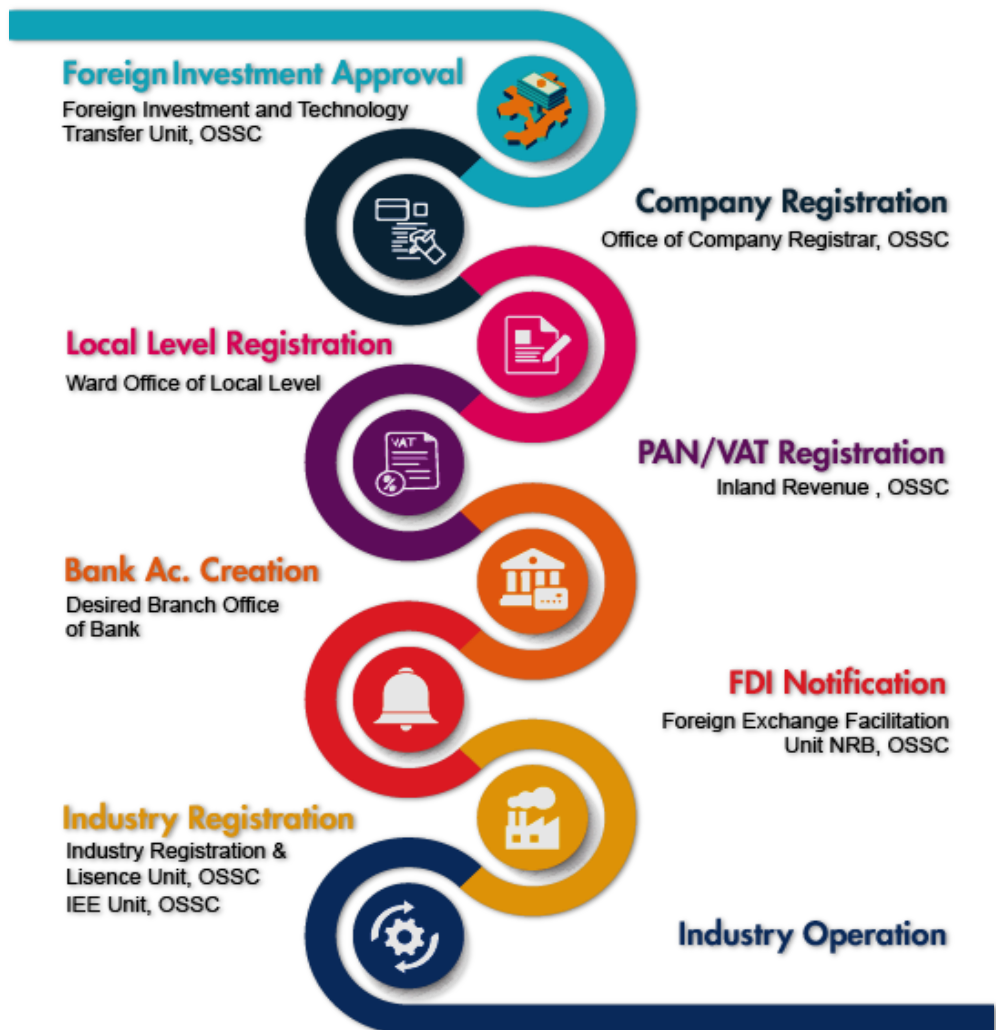 Foreign Investment Approval
Foreign Investment and Technology
Transfer Unit, OSSC
Company Registration
Office of Company Registrar, OSSC
Local Level Registration
Ward Office of Local Level
VAT
%
PAN/VAT Registration
Inland Revenue , OSSC
Bank Ac. Creation
Desired Branch Office
of Bank
FDI Notification
Foreign Exchange Facilitation
Unit NRB, OSSC
Industry Registration
Industry Registration &
Lisence Unit, OSSC
IEE Unit, OSSC
Industry Operation